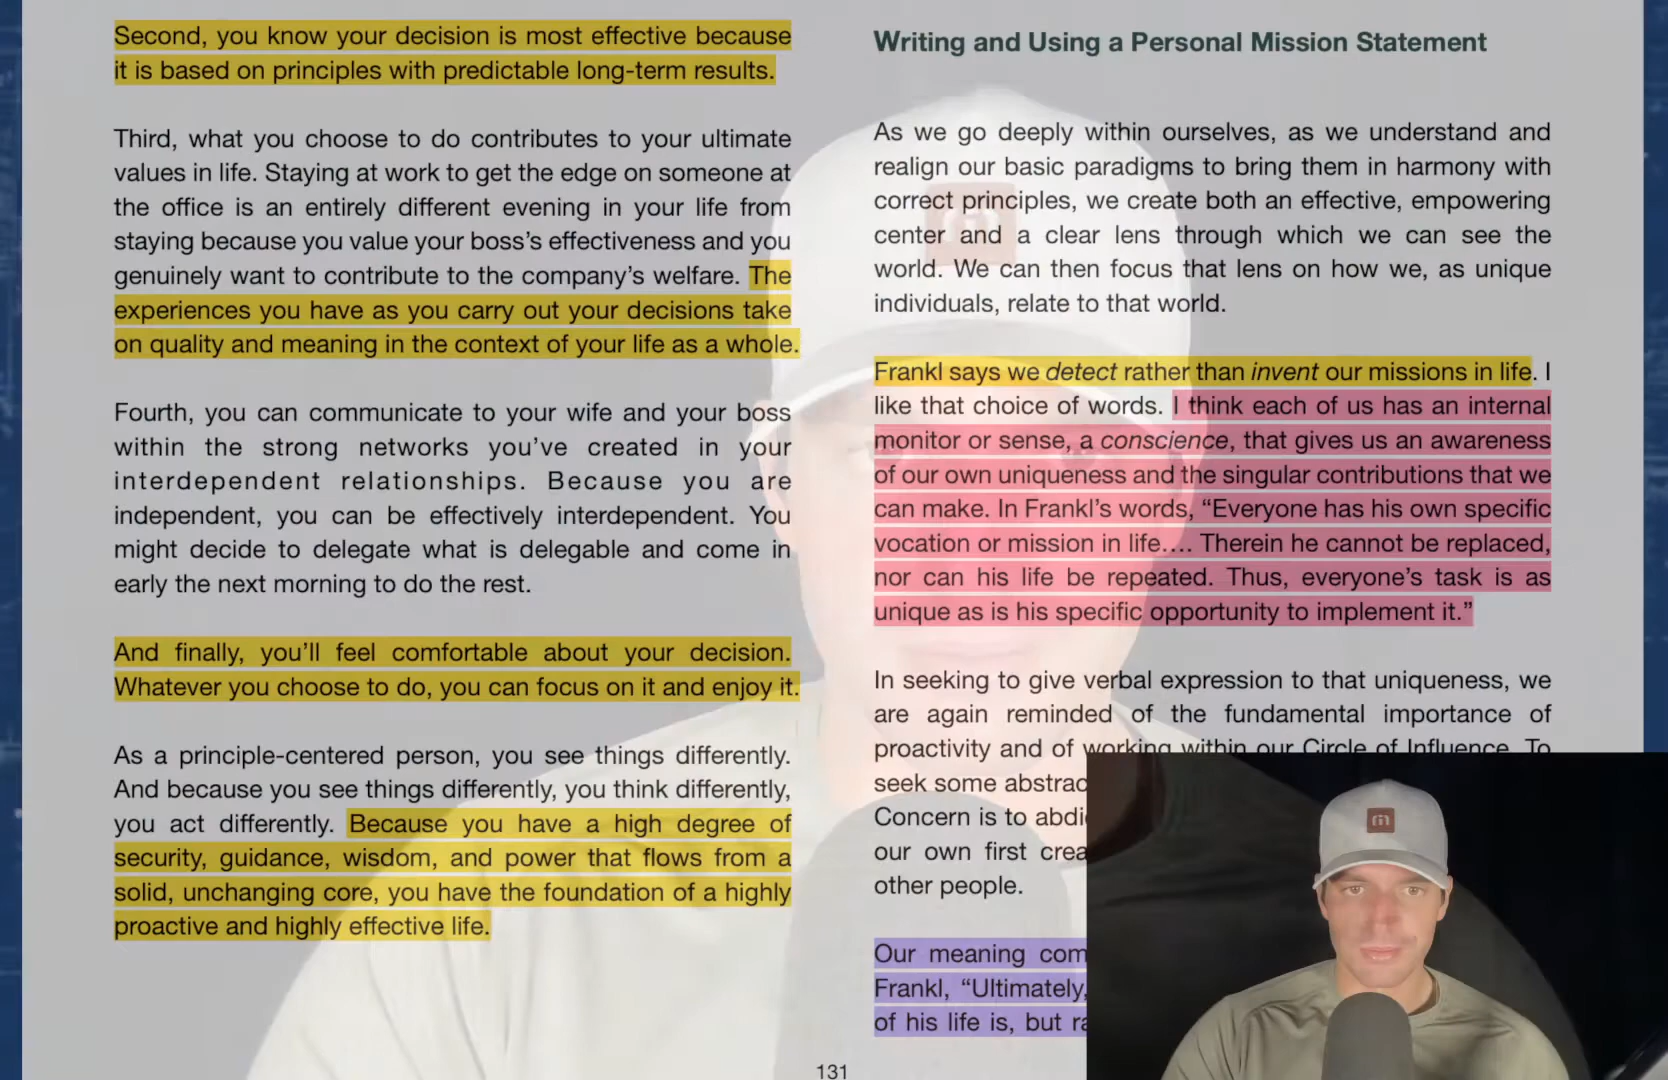 Second, you know your decision is most effective because
it is based on principles with predictable long-term results.
Third, what you choose to do contributes to your ultimate
values in life. Staying at work to get the edge on someone at
the office is an entirely different evening in your life from
staying because you value your boss’s effectiveness and you
genuinely want to contribute to the company’s welfare. The
experiences you have as you carry out your decisions take
on quality and meaning in the context of your life as a whole.
Fourth, you can communicate to your wife and your boss
within the strong networks you’ve created in your
interdependent relationships. Because you are
independent, you can be effectively interdependent. You
might decide to delegate what is delegable and come in
early the next morning to do the rest.
And finally, you’ll feel comfortable about your decision.
Whatever you choose to do, you can focus on it and enjoy it.
As a principle-centered person, you see things differently.
And because you see things differently, you think differently,
you act differently. Because you have a high degree of
security, guidance, wisdom, and power that flows from a
solid, unchanging core, you have the foundation of a highly
proactive and highly effective life.
Writing and Using a Personal Mission Statement
As we go deeply within ourselves, as we understand and
realign our basic paradigms to bring them in harmony with
correct principles, we create both an effective, empowering
center and a clear lens through which we can see the
world. We can then focus that lens on how we, as unique
individuals, relate to that world.
Frankl says we detect rather than invent our missions in life. I
like that choice of words. I think each of us has an internal
monitor or sense, a conscience, that gives us an awareness
of our own uniqueness and the singular contributions that we
can make. In Frankl’s words, “Everyone has his own specific
vocation or mission in life.... Therein he cannot be replaced,
nor can his life be repeated. Thus, everyone’s task is as
unique as is his specific opportunity to implement it.”
In seeking to give verbal expression to that uniqueness, we
are again reminded of the fundamental importance of
proactivity and of working within our Circle of Influence. To
seek some abstrac
Concern is to abdi
our own first crea
other people.
Our meaning com
Frankl, “Ultimately,
of his life is, but ra
131